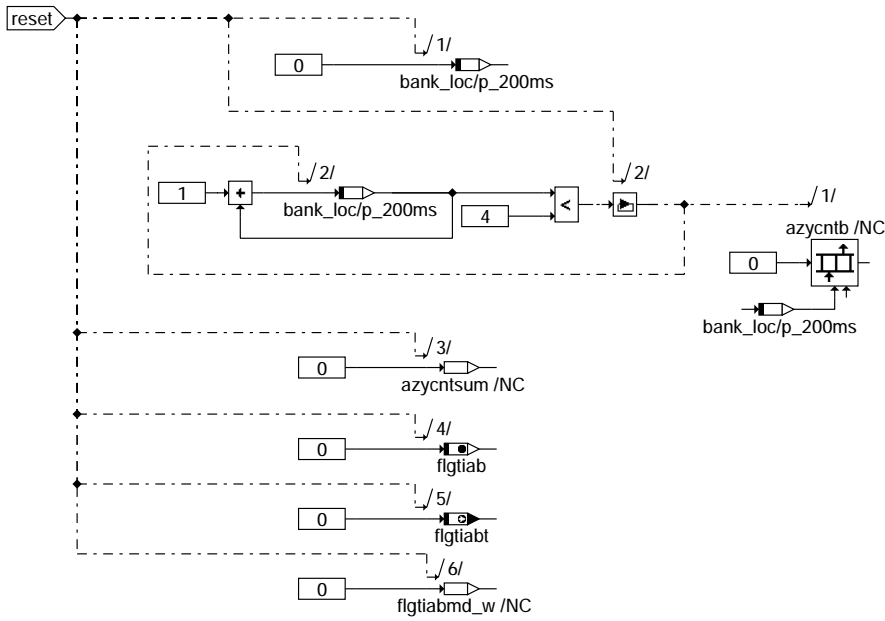 reset
/1/
0
bank_loc/p_200ms
/2/
/2/
/1/
1
+
bank_loc/p_200ms
4
<
azycntb /NC
0
bank_loc/p_200ms
/3/
0
azycntsum /NC
/4/
0
flgtiab
/5/
0
flgtiabt
/6/
0
flgtiabmd_w /NC